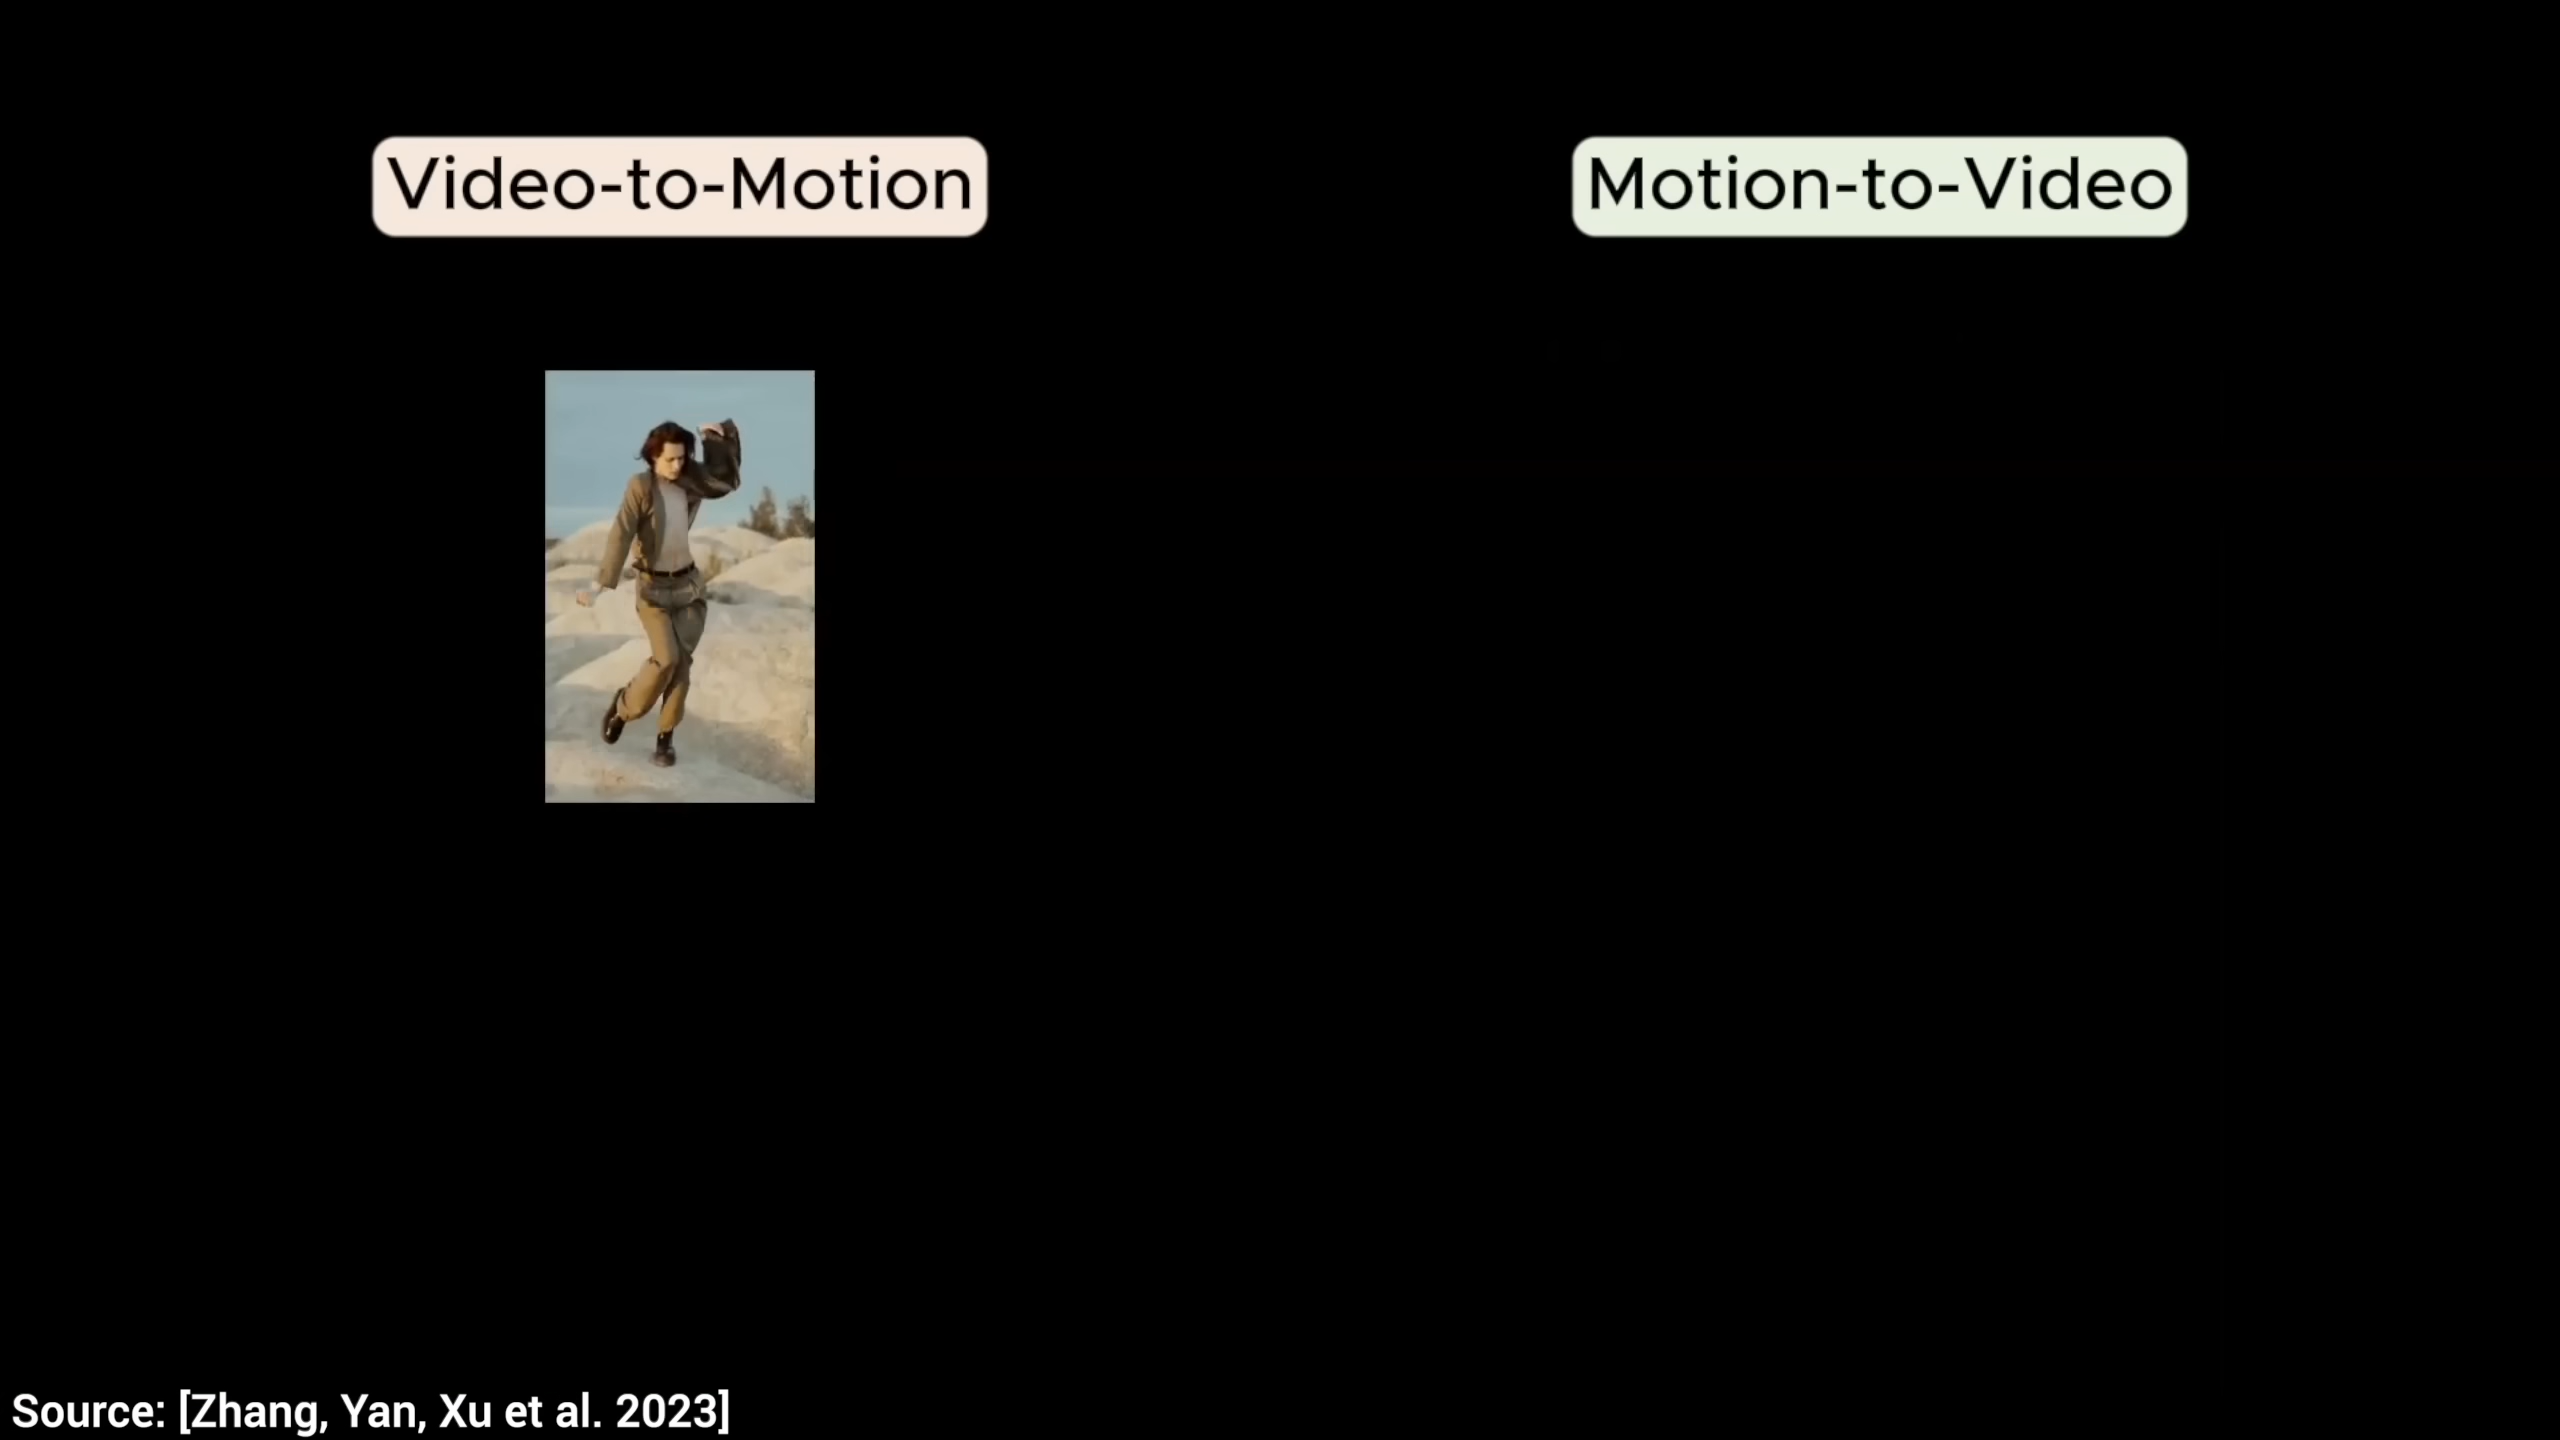 Video-to-Motion
Motion-to-Video
Source: [Zhang, Yan, Xu et al. 2023]